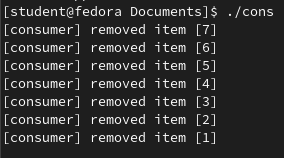 [student@fedora Documents]$ ./cons
[consumer] removed item [7]
[consumer] removed item [6]
[consumer] removed item [5]
[consumer] removed item [4]
[consumer] removed item [3]
[consumer] removed item [2]
[consumer] removed item [1]